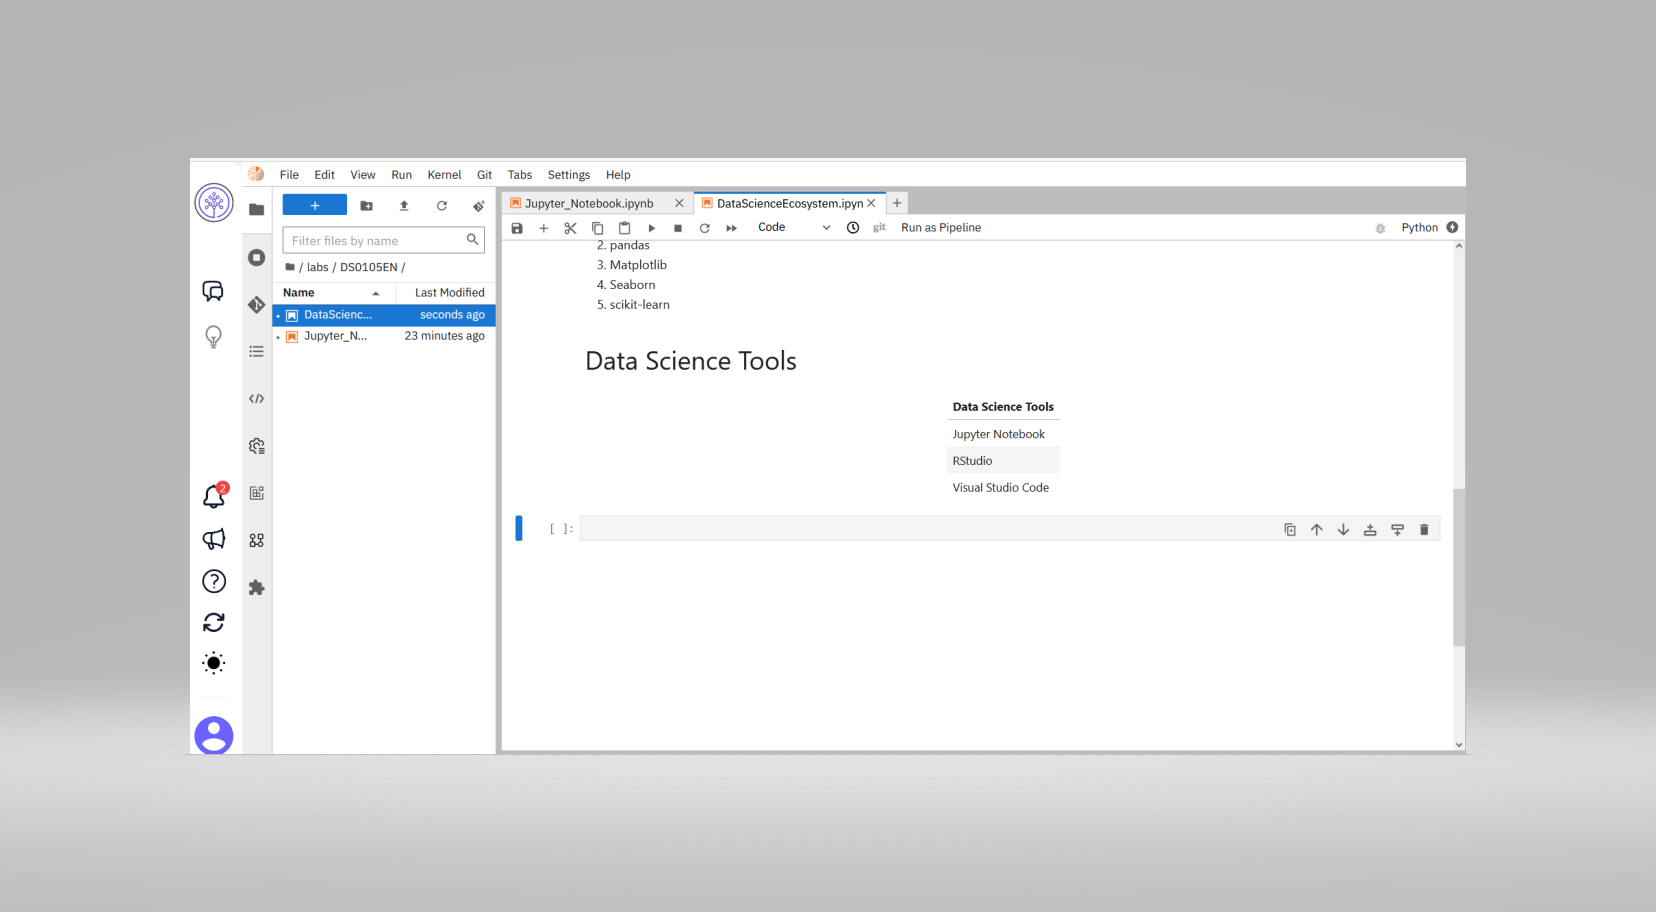 File Edit View Run Kernel Git Tabs Settings Help
+
Filter files by name
/ labs / DS0105EN /
Name Last Modified
DataScienc... seconds ago
Jupyter_N... 23 minutes ago
2
Jupyter_Notebook.ipynb DataScienceEcosystem.ipyn
Code git Run as Pipeline Python
2. pandas
3. Matplotlib
4. Seaborn
5. scikit-learn
Data Science Tools
Data Science Tools
Jupyter Notebook
RStudio
Visual Studio Code
[ ]: